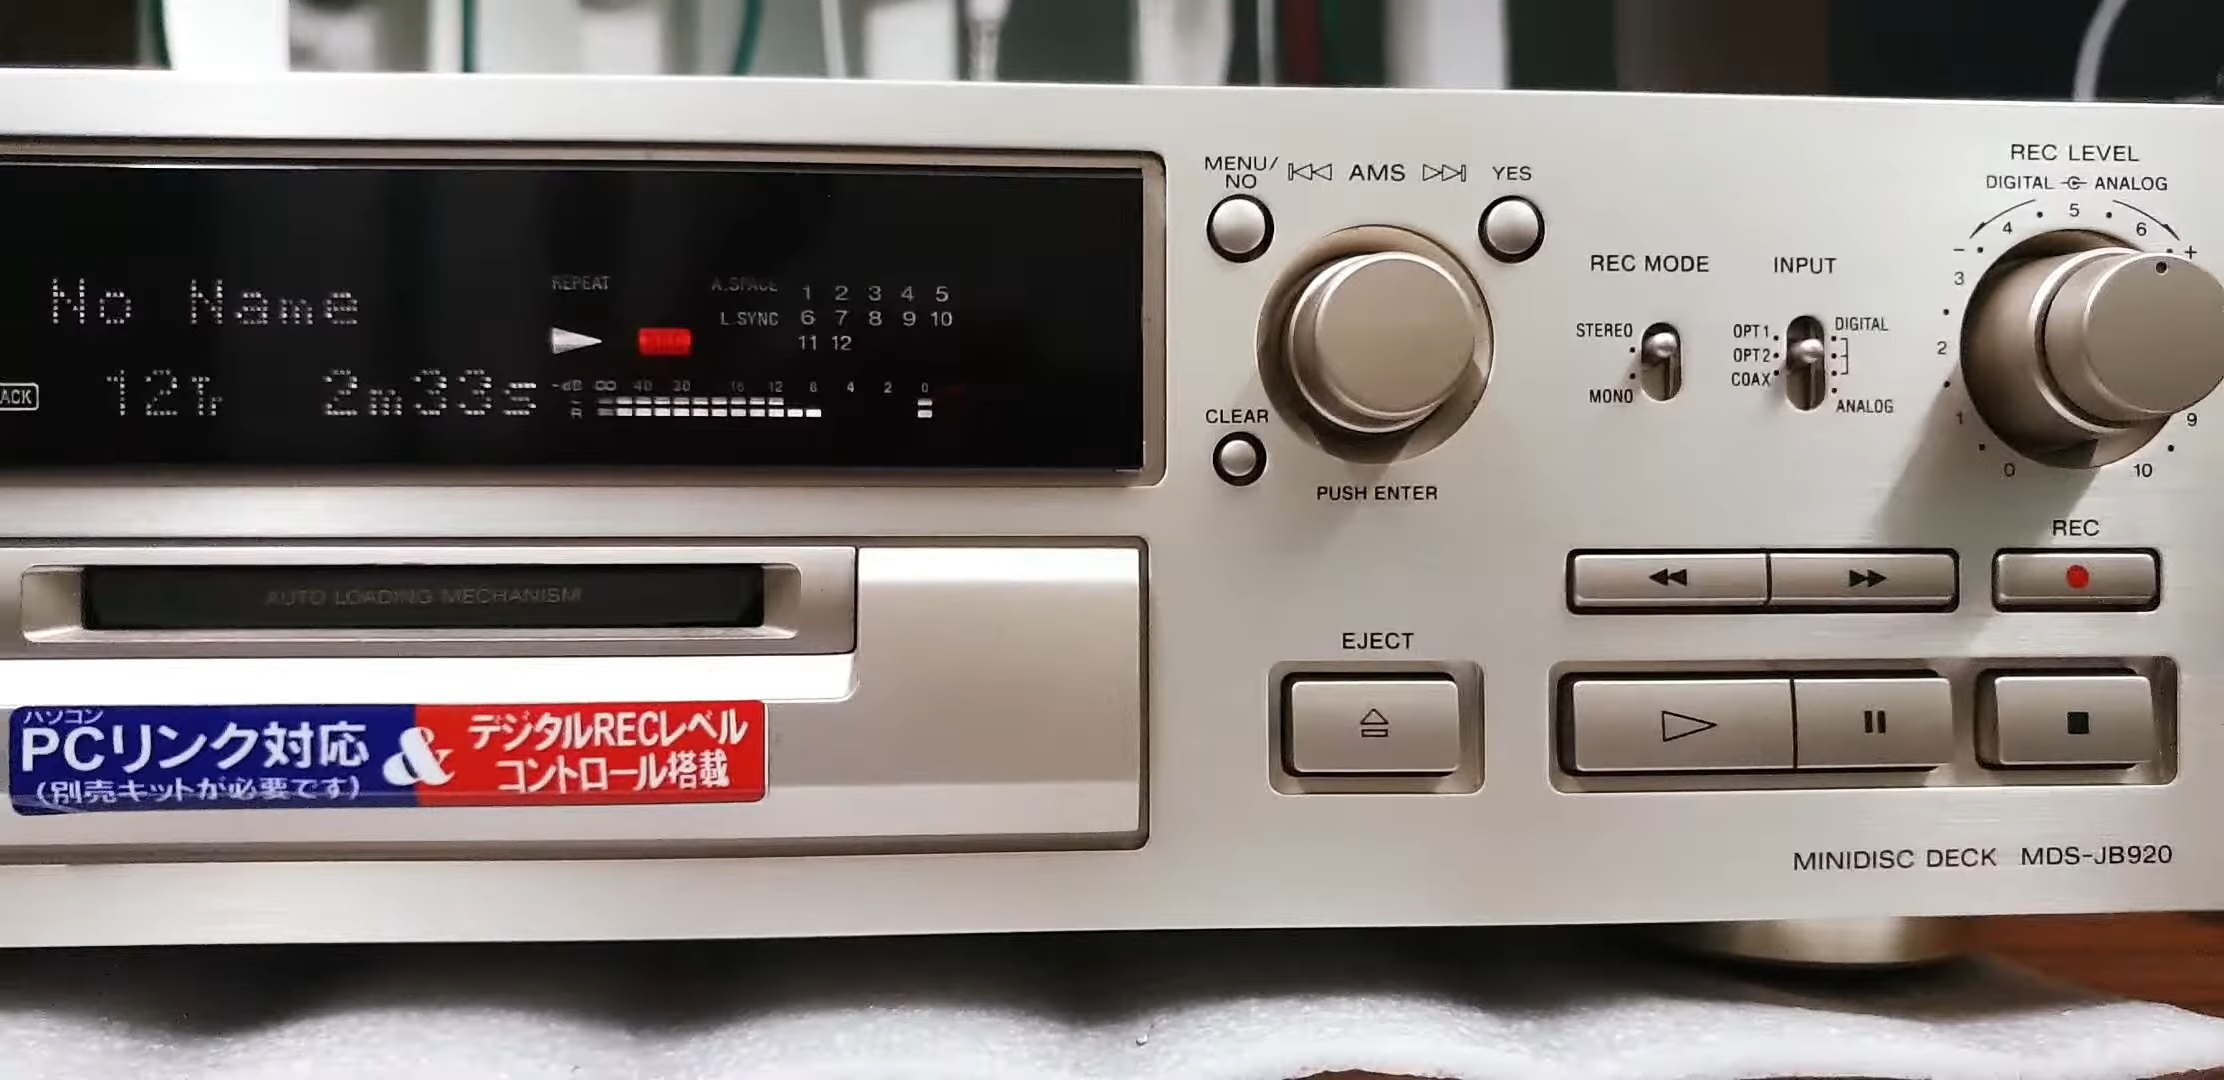 No Name
REPEAT
A.SPACE 1 2 3 4 5
L.SYNC 6 7 8 9 10
11 12
12Tr 2m33s
-dB ∞ 40 30 16 12 8 4 2 0
R
AUTO LOADING MECHANISM
パソコン
PCリンク対応
(別売キットが必要です)
&
デジタルRECレベル
コントロール搭載
MENU/
NO
AMS
YES
CLEAR
PUSH ENTER
REC MODE
STEREO
MONO
INPUT
OPT1
OPT2
COAX
DIGITAL
ANALOG
REC LEVEL
DIGITAL ANALOG
0 1 2 3 4 5 6 9 10
- +
REC
EJECT
MINIDISC DECK MDS-JB920